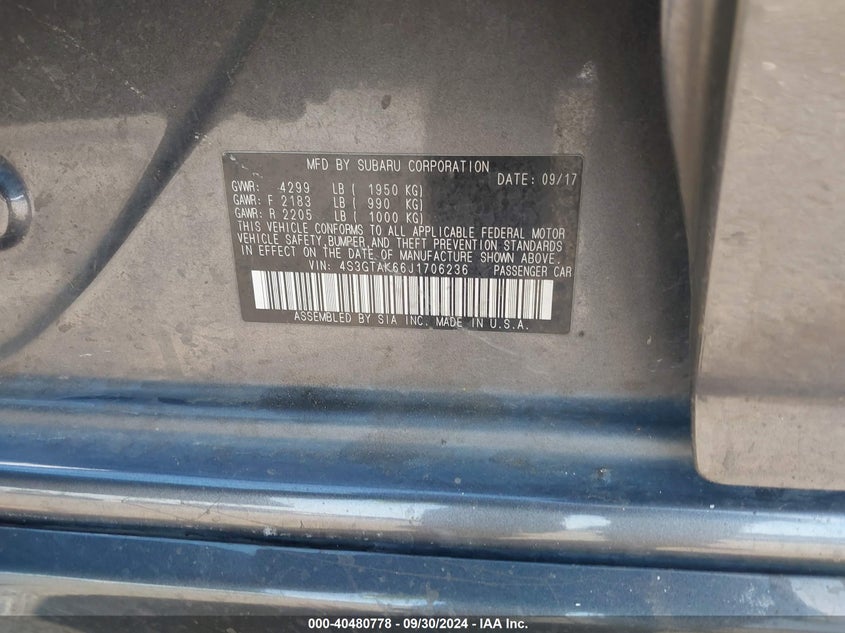 MFD BY SUBARU CORPORATION
DATE: 09/17
GVWR: 4299 LB ( 1950 KG)
GAWR: F 2183 LB ( 990 KG)
GAWR: R 2205 LB ( 1000 KG)
THIS VEHICLE CONFORMS TO ALL APPLICABLE FEDERAL MOTOR
VEHICLE SAFETY, BUMPER, AND THEFT PREVENTION STANDARDS
IN EFFECT ON THE DATE OF MANUFACTURE SHOWN ABOVE.
VIN: 4S3GTAK66J1706236 PASSENGER CAR
ASSEMBLED BY SIA INC. MADE IN U.S.A.
000-40480778 - 09/30/2024 - IAA Inc.